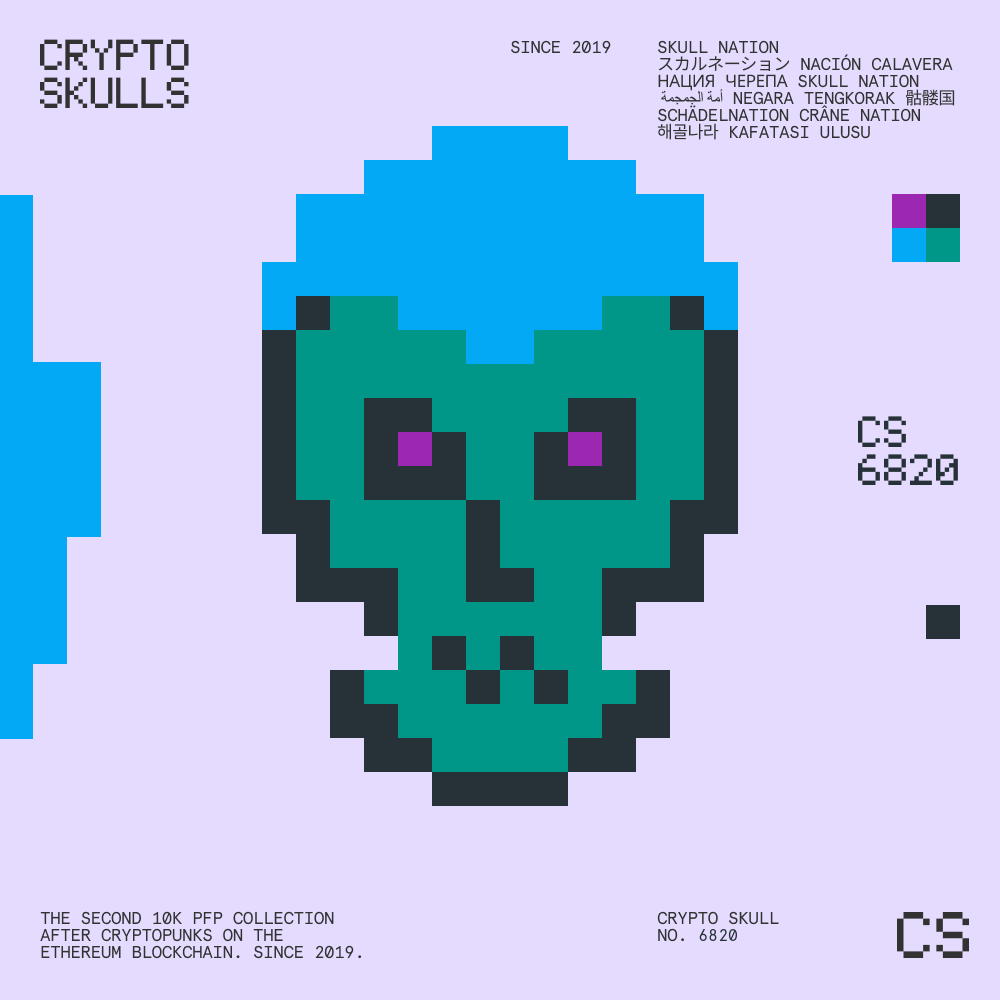 CRYPTO
SKULLS
SINCE 2019
SKULL NATION
スカルネーション NACIÓN CALAVERA
НАЦИЯ ЧЕРЕПА SKULL NATION
أمة الجمجمة NEGARA TENGKORAK 骷髅国
SCHÄDELNATION CRÂNE NATION
해골나라 KAFATASI ULUSU
CS
6820
THE SECOND 10K PFP COLLECTION
AFTER CRYPTOPUNKS ON THE
ETHEREUM BLOCKCHAIN. SINCE 2019.
CRYPTO SKULL
NO. 6820
CS